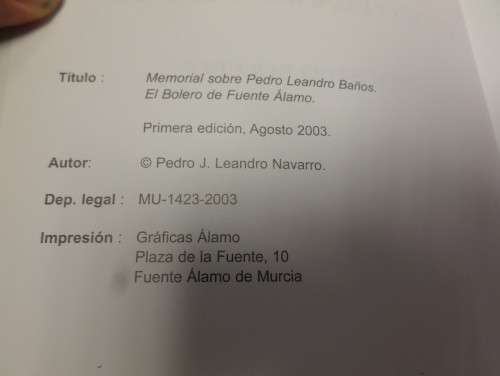 Título : Memorial sobre Pedro Leandro Baños.
El Bolero de Fuente Álamo.
Primera edición, Agosto 2003.
Autor: © Pedro J. Leandro Navarro.
Dep. legal : MU-1423-2003
Impresión : Gráficas Álamo
Plaza de la Fuente, 10
Fuente Álamo de Murcia